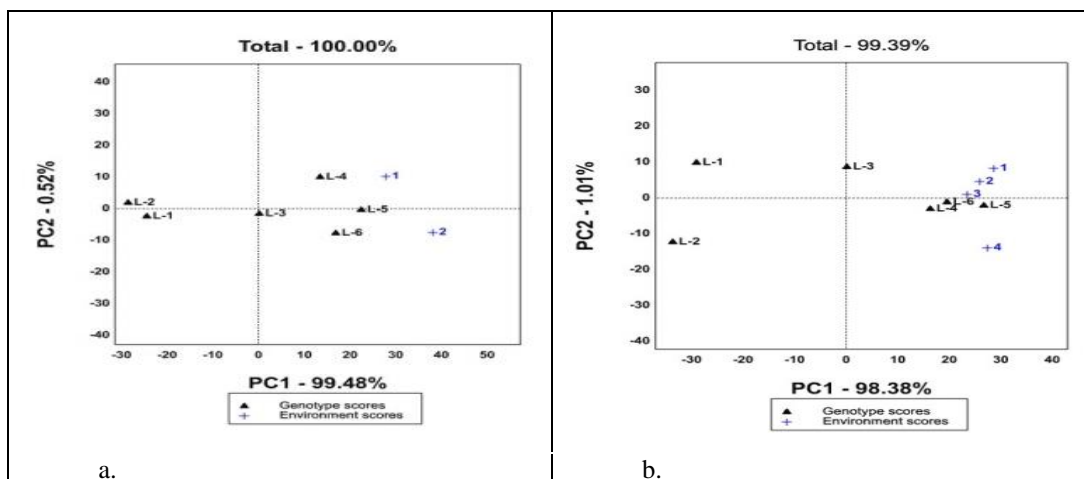 Total - 100.00%
PC2 - 0.52%
40
30
20
10
0
-10
-20
-30
-40
L-2
L-1
L-3
L-4
L-5
L-6
1
2
-30 -20 -10 0 10 20 30 40 50
PC1 - 99.48%
Genotype scores
Environment scores
a.
Total - 99.39%
PC2 - 1.01%
30
20
10
0
-10
-20
-30
-40
L-1
L-2
L-3
L-4
L-6
L-5
1
2
3
4
-30 -20 -10 0 10 20 30 40
PC1 - 98.38%
Genotype scores
Environment scores
b.